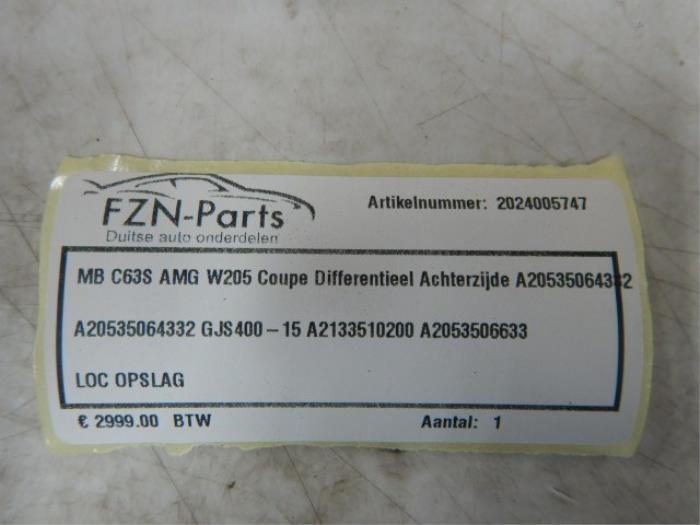 FZN-Parts
Duitse auto onderdelen
Artikelnummer: 2024005747
MB C63S AMG W205 Coupe Differentieel Achterzijde A20535064332
A20535064332 GJS400-15 A2133510200 A2053506633
LOC OPSLAG
€ 2999.00 BTW
Aantal: 1